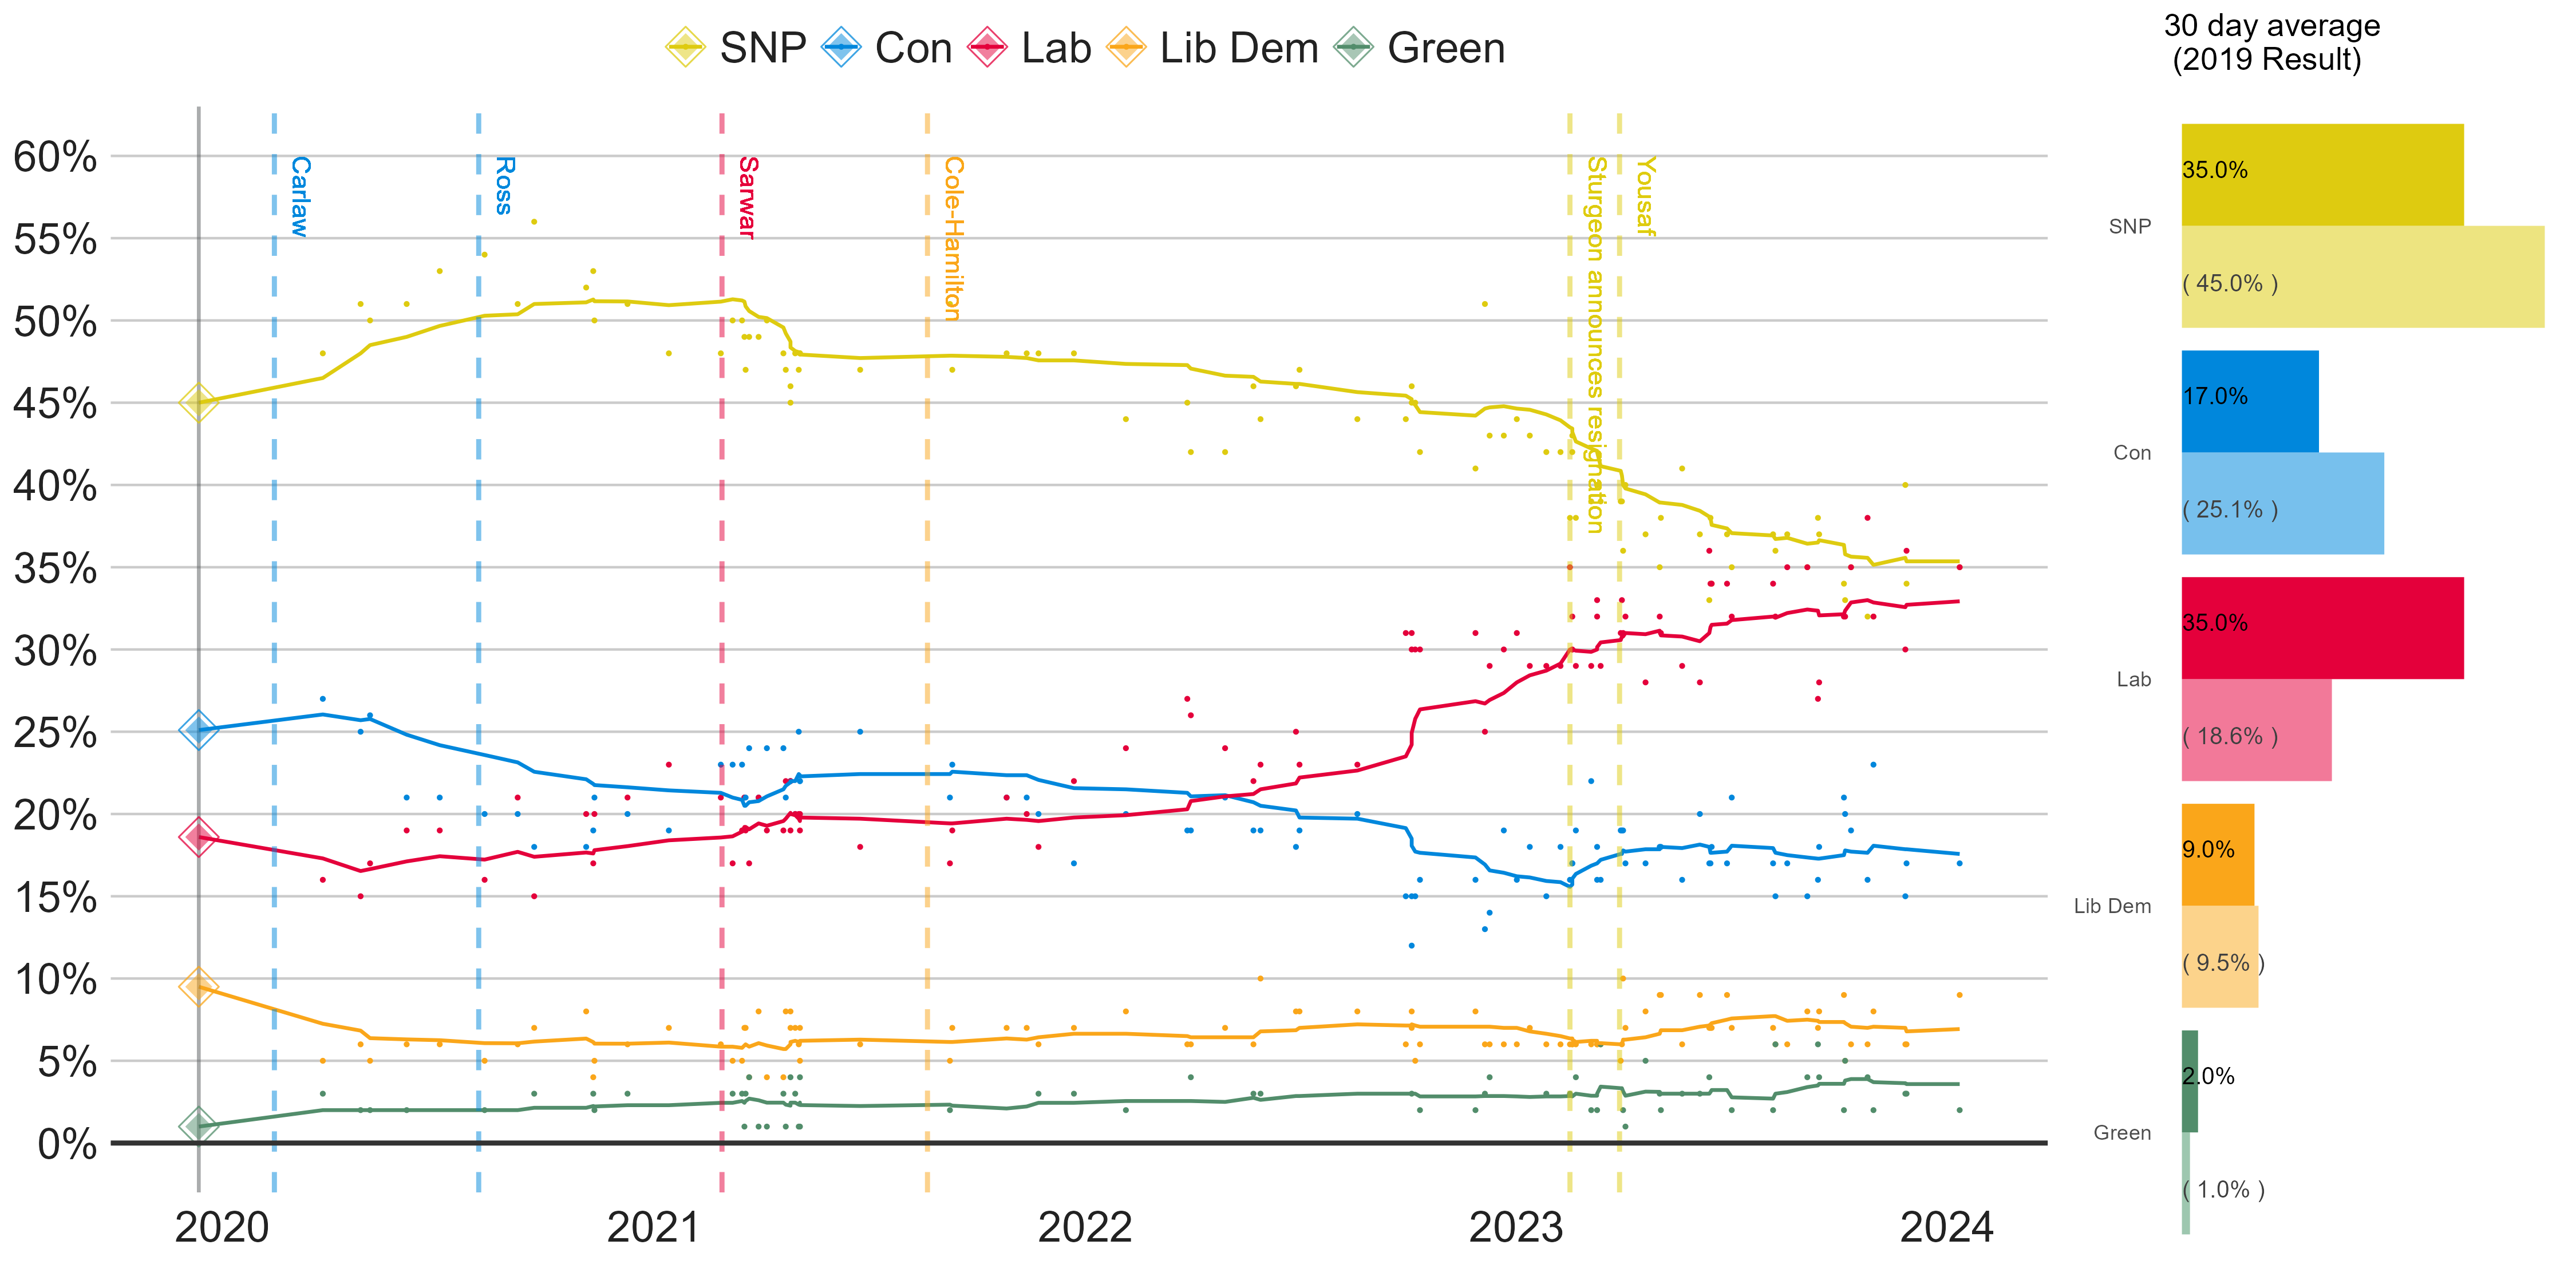 SNP Con Lab Lib Dem Green
30 day average
(2019 Result)
60%
55%
50%
45%
40%
35%
30%
25%
20%
15%
10%
5%
0%
Carlaw
Ross
Sarwar
Cole-Hamilton
Sturgeon announces resignation
Yousaf
2020 2021 2022 2023 2024
SNP
35.0%
( 45.0% )
Con
17.0%
( 25.1% )
Lab
35.0%
( 18.6% )
Lib Dem
9.0%
( 9.5% )
Green
2.0%
( 1.0% )